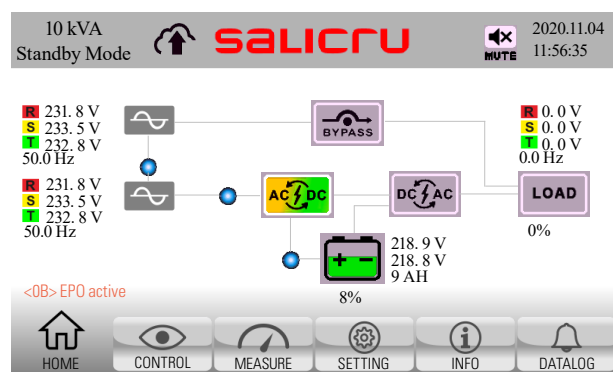 10 kVA
Standby Mode
SALICRU
MUTE
2020.11.04
11:56:35
R 231. 8 V
S 233. 5 V
T 232. 8 V
50.0 Hz
BYPASS
R 0. 0 V
S 0. 0 V
T 0. 0 V
0.0 Hz
R 231. 8 V
S 233. 5 V
T 232. 8 V
50.0 Hz
AC DC
DC AC
LOAD
0%
218. 9 V
218. 8 V
9 AH
8%
<0B> EPO active
HOME
CONTROL
MEASURE
SETTING
INFO
DATALOG